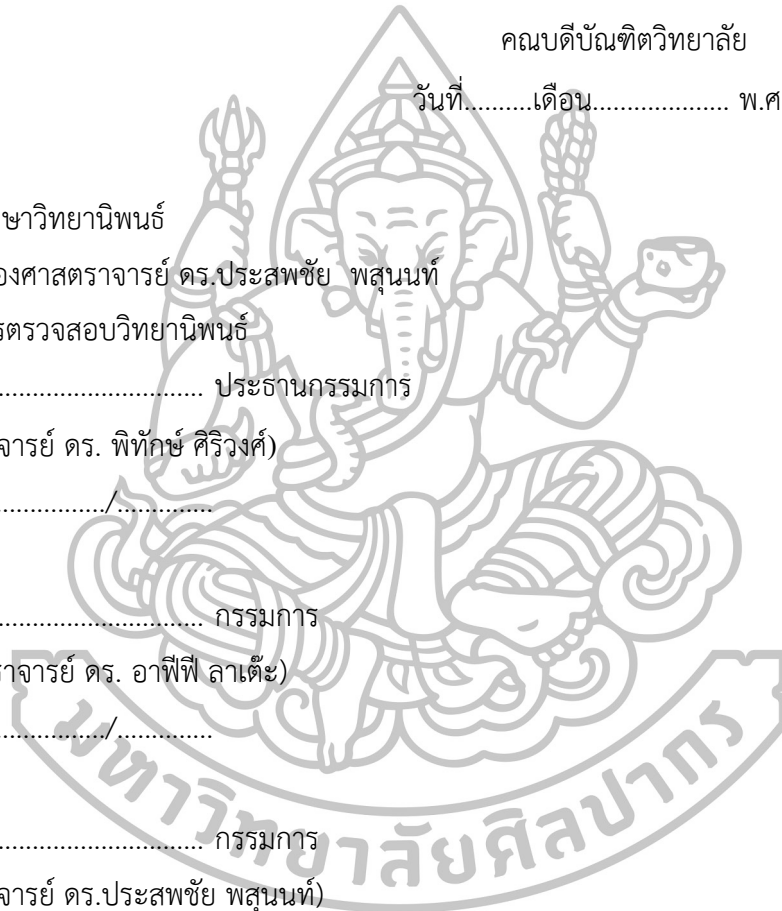 คณบดีบัณฑิตวิทยาลัย
วันที่..........เดือน.................... พ.ศ
ษาวิทยานิพนธ์
องศาสตราจารย์ ดร.ประสพชัย พสุนนท์
รตรวจสอบวิทยานิพนธ์
.............................. ประธานกรรมการ
จารย์ ดร. พิทักษ์ ศิริวงศ์)
................/..............
.............................. กรรมการ
ราจารย์ ดร. อาฟีฟี ลาเต๊ะ)
................/..............
.............................. กรรมการ
จารย์ ดร.ประสพชัย พสุนนท์)
มหาวิทยาลัยศิลปากร